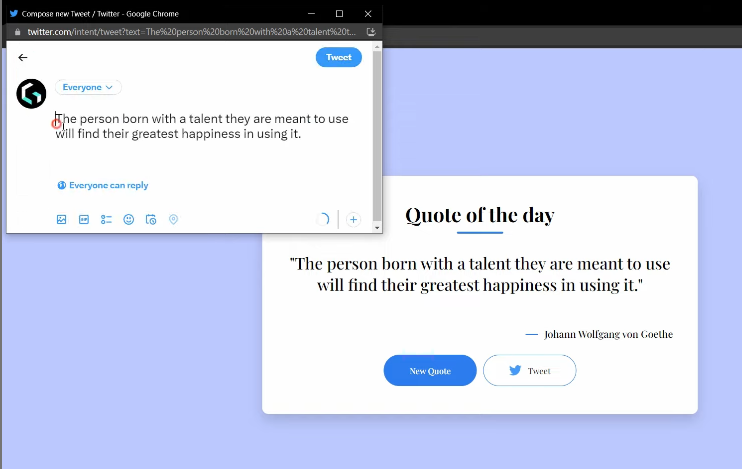 Compose new Tweet / Twitter - Google Chrome
twitter.com/intent/tweet?text=The%20person%20born%20with%20a%20talent%20t...
Tweet
Everyone
The person born with a talent they are meant to use
will find their greatest happiness in using it.
Everyone can reply
GIF
Quote of the day
"The person born with a talent they are meant to use
will find their greatest happiness in using it."
Johann Wolfgang von Goethe
New Quote
Tweet